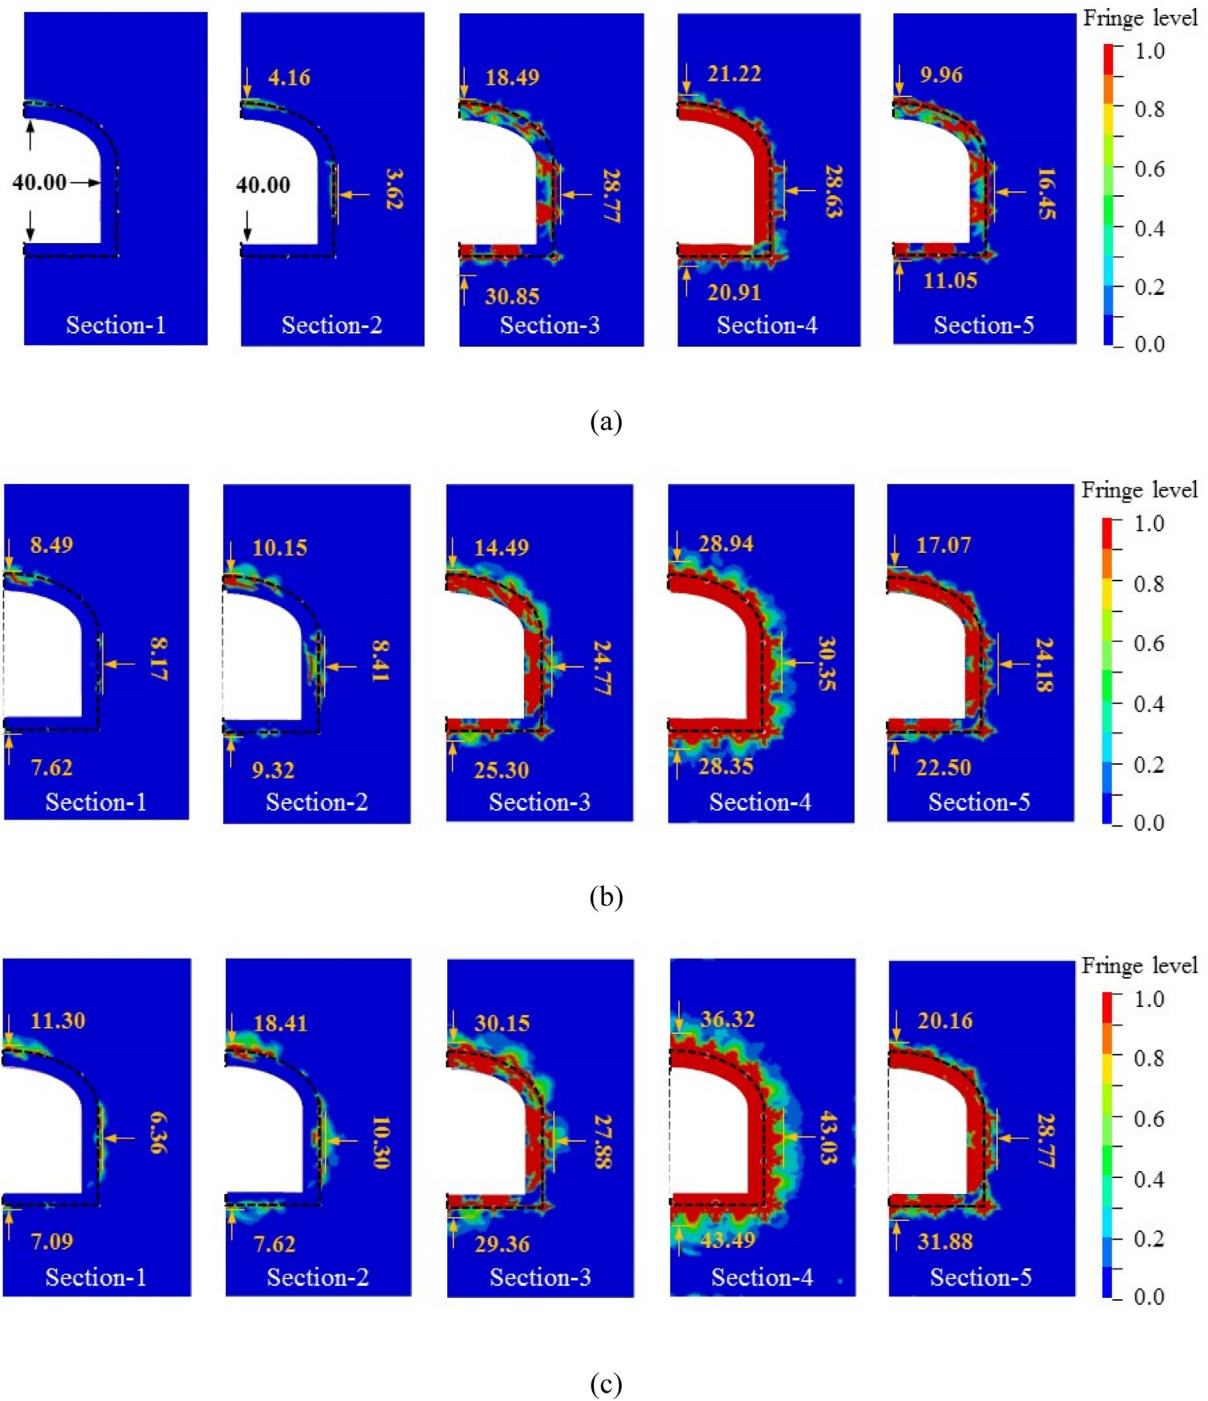 Fringe level
4.16
18.49
21.22
9.96
1.0
0.8
40.00
40.00
3.62
28.77
28.63
16.45
0.6
0.4
30.85
20.91
11.05
0.2
Section-1
Section-2
Section-3
Section-4
Section-5
0.0
(a)
Fringe level
8.49
10.15
14.49
28.94
17.07
1.0
0.8
8.17
8.41
24.77
30.35
24.18
0.6
0.4
7.62
9.32
25.30
28.35
22.50
0.2
Section-1
Section-2
Section-3
Section-4
Section-5
0.0
(b)
Fringe level
11.30
18.41
30.15
36.32
20.16
1.0
0.8
6.36
10.30
27.88
43.03
28.77
0.6
0.4
7.09
7.62
29.36
43.49
31.88
0.2
Section-1
Section-2
Section-3
Section-4
Section-5
0.0
(c)